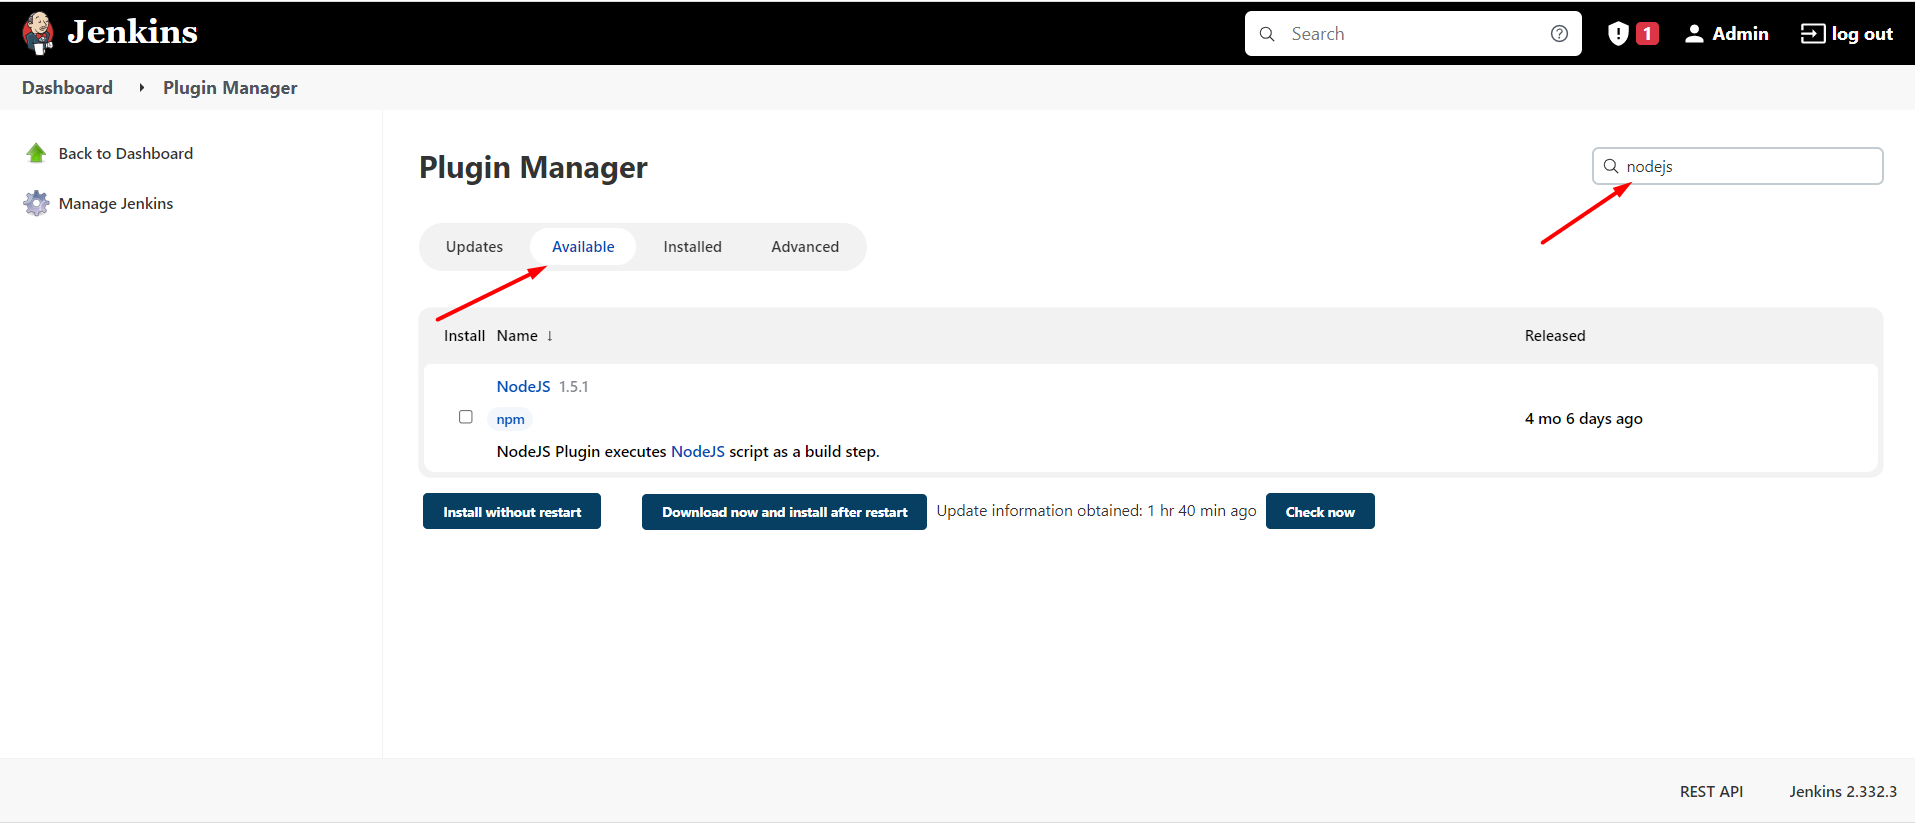 Jenkins
Search
1
Admin
log out
Dashboard
Plugin Manager
Back to Dashboard
Manage Jenkins
Plugin Manager
nodejs
Updates
Available
Installed
Advanced
Install Name ↓ Released
NodeJS 1.5.1
npm
4 mo 6 days ago
NodeJS Plugin executes NodeJS script as a build step.
Install without restart
Download now and install after restart
Update information obtained: 1 hr 40 min ago
Check now
REST API
Jenkins 2.332.3